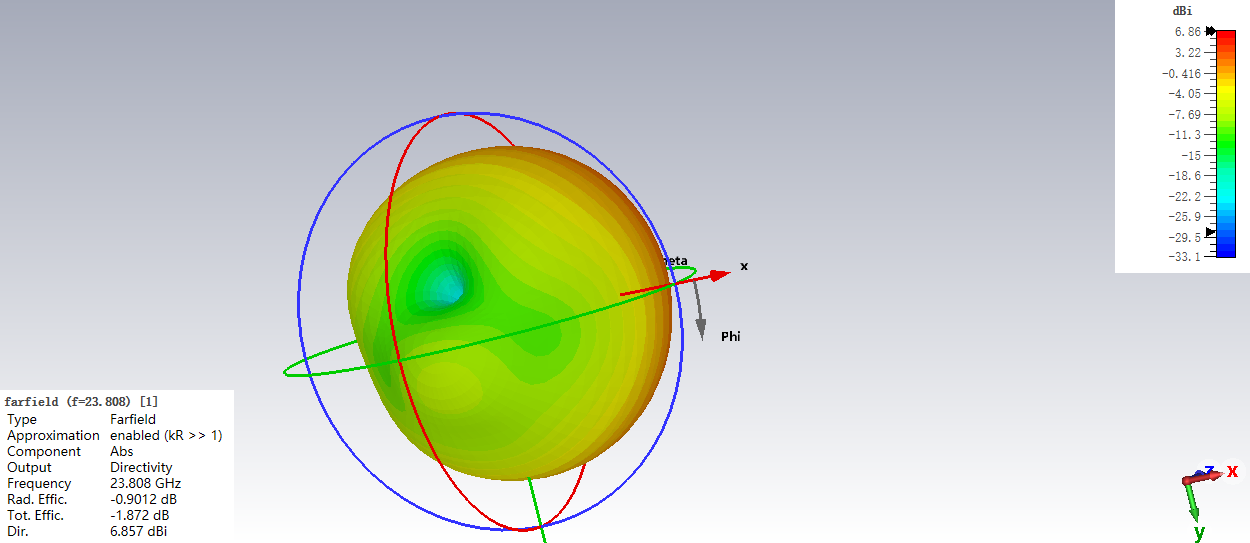 dBi
6.86
3.22
-0.416
-4.05
-7.69
-11.3
-15
-18.6
-22.2
-25.9
-29.5
-33.1
eta
x
Phi
farfield (f=23.808) [1]
Type Farfield
Approximation enabled (kR >> 1)
Component Abs
Output Directivity
Frequency 23.808 GHz
Rad. Effic. -0.9012 dB
Tot. Effic. -1.872 dB
Dir. 6.857 dBi
z
x
y